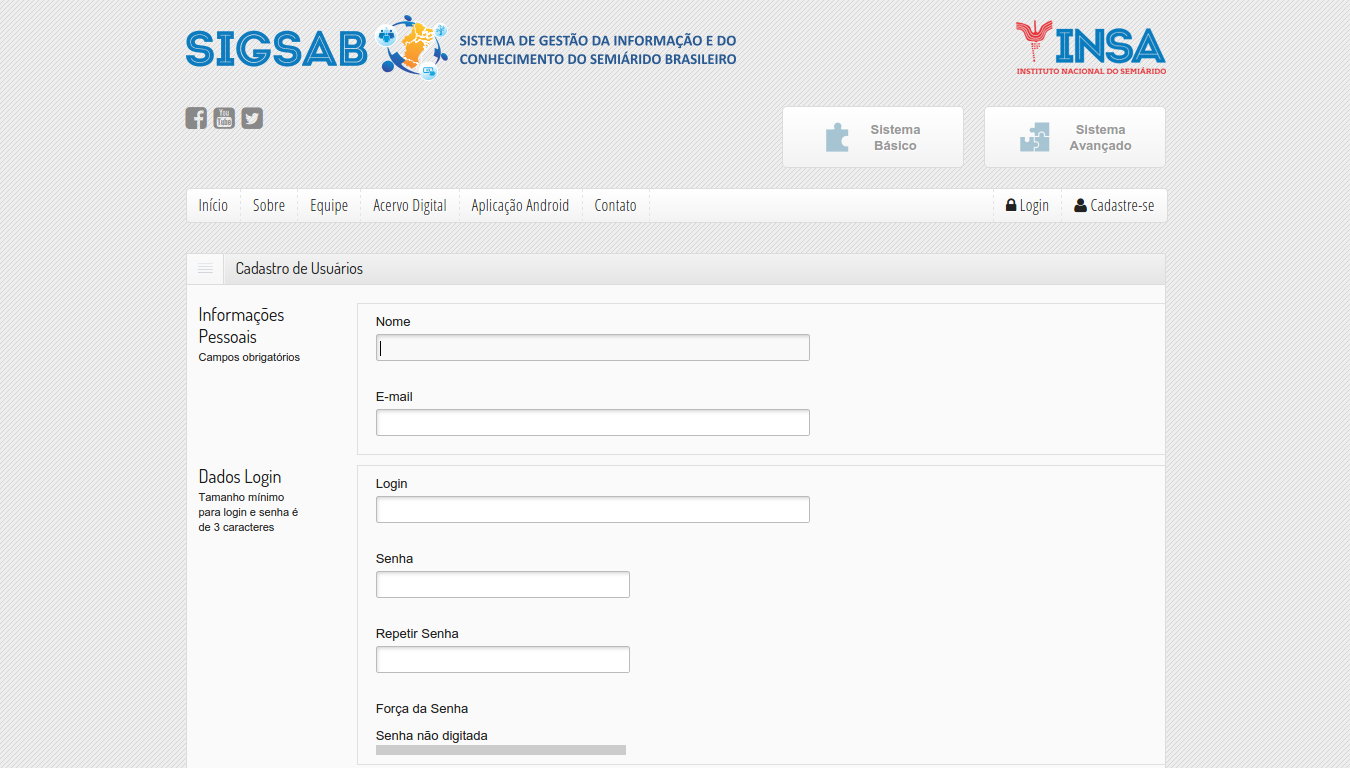 SIGSAB
SISTEMA DE GESTÃO DA INFORMAÇÃO E DO
CONHECIMENTO DO SEMIÁRIDO BRASILEIRO
INSA
INSTITUTO NACIONAL DO SEMIÁRIDO
You
Tube
Sistema
Básico
Sistema
Avançado
Início Sobre Equipe Acervo Digital Aplicação Android Contato Login Cadastre-se
Cadastro de Usuários
Informações
Pessoais
Campos obrigatórios
Nome
E-mail
Dados Login
Tamanho mínimo
para login e senha é
de 3 caracteres
Login
Senha
Repetir Senha
Força da Senha
Senha não digitada